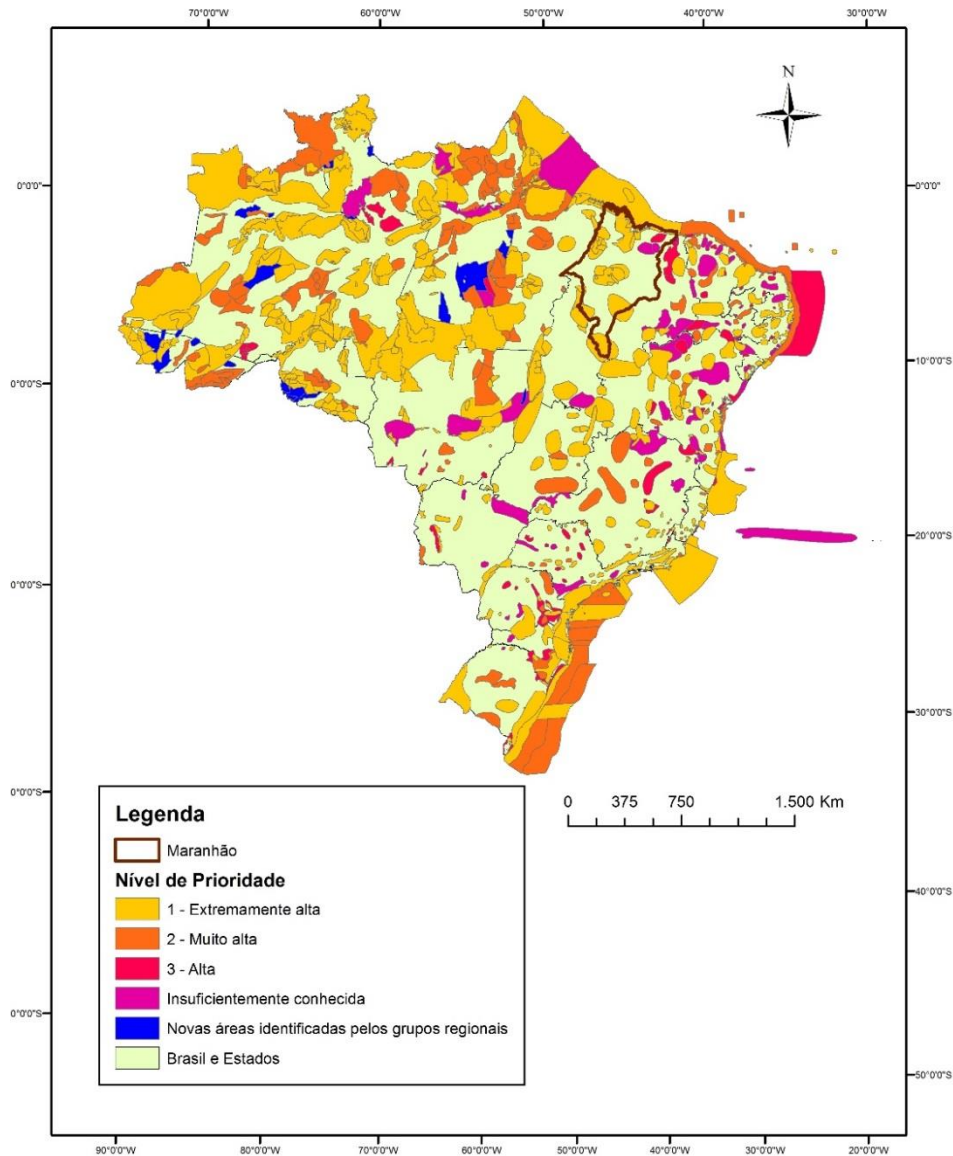 70°0'0"W 60°0'0"W 50°0'0"W 40°0'0"W 30°0'0"W
N
0°0'0" 0°0'0"
10°0'0"S
0°0'0"S
20°0'0"S
0°0'0"S
30°0'0"S
0°0'0"S
Legenda
Maranhão
Nível de Prioridade
1 - Extremamente alta
2 - Muito alta
3 - Alta
Insuficientemente conhecida
Novas áreas identificadas pelos grupos regionais
Brasil e Estados
0 375 750 1.500 Km
40°0'0"S
0°0'0"S
50°0'0"S
90°0'0"W 80°0'0"W 70°0'0"W 60°0'0"W 50°0'0"W 40°0'0"W 30°0'0"W 20°0'0"W